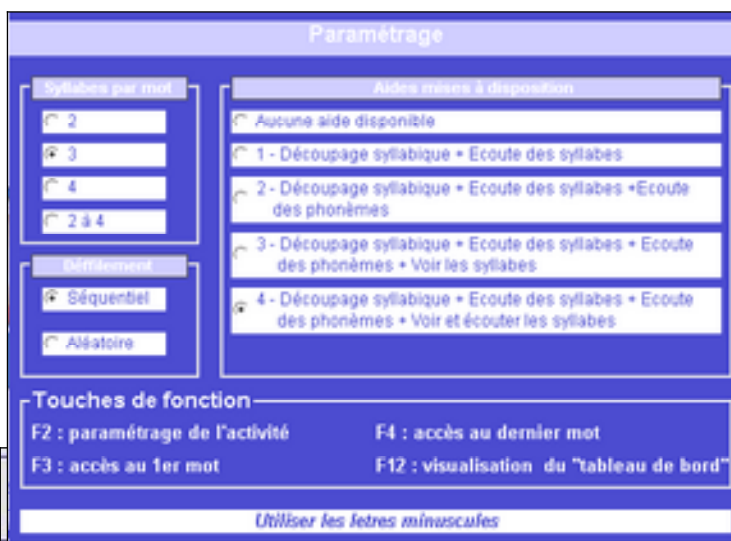 Paramétrage
Syllabes par mot
2
3
4
2 à 4
Défilement
Séquentiel
Aléatoire
Aides mises à disposition
Aucune aide disponible
1 - Découpage syllabique + Ecoute des syllabes
2 - Découpage syllabique + Ecoute des syllabes +Ecoute
des phonèmes
3 - Découpage syllabique + Ecoute des syllabes + Ecoute
des phonèmes + Voir les syllabes
4 - Découpage syllabique + Ecoute des syllabes + Ecoute
des phonèmes + Voir et écouter les syllabes
Touches de fonction
F2 : paramétrage de l'activité
F4 : accès au dernier mot
F3 : accès au 1er mot
F12 : visualisation du "tableau de bord"
Utiliser les letres minuscules